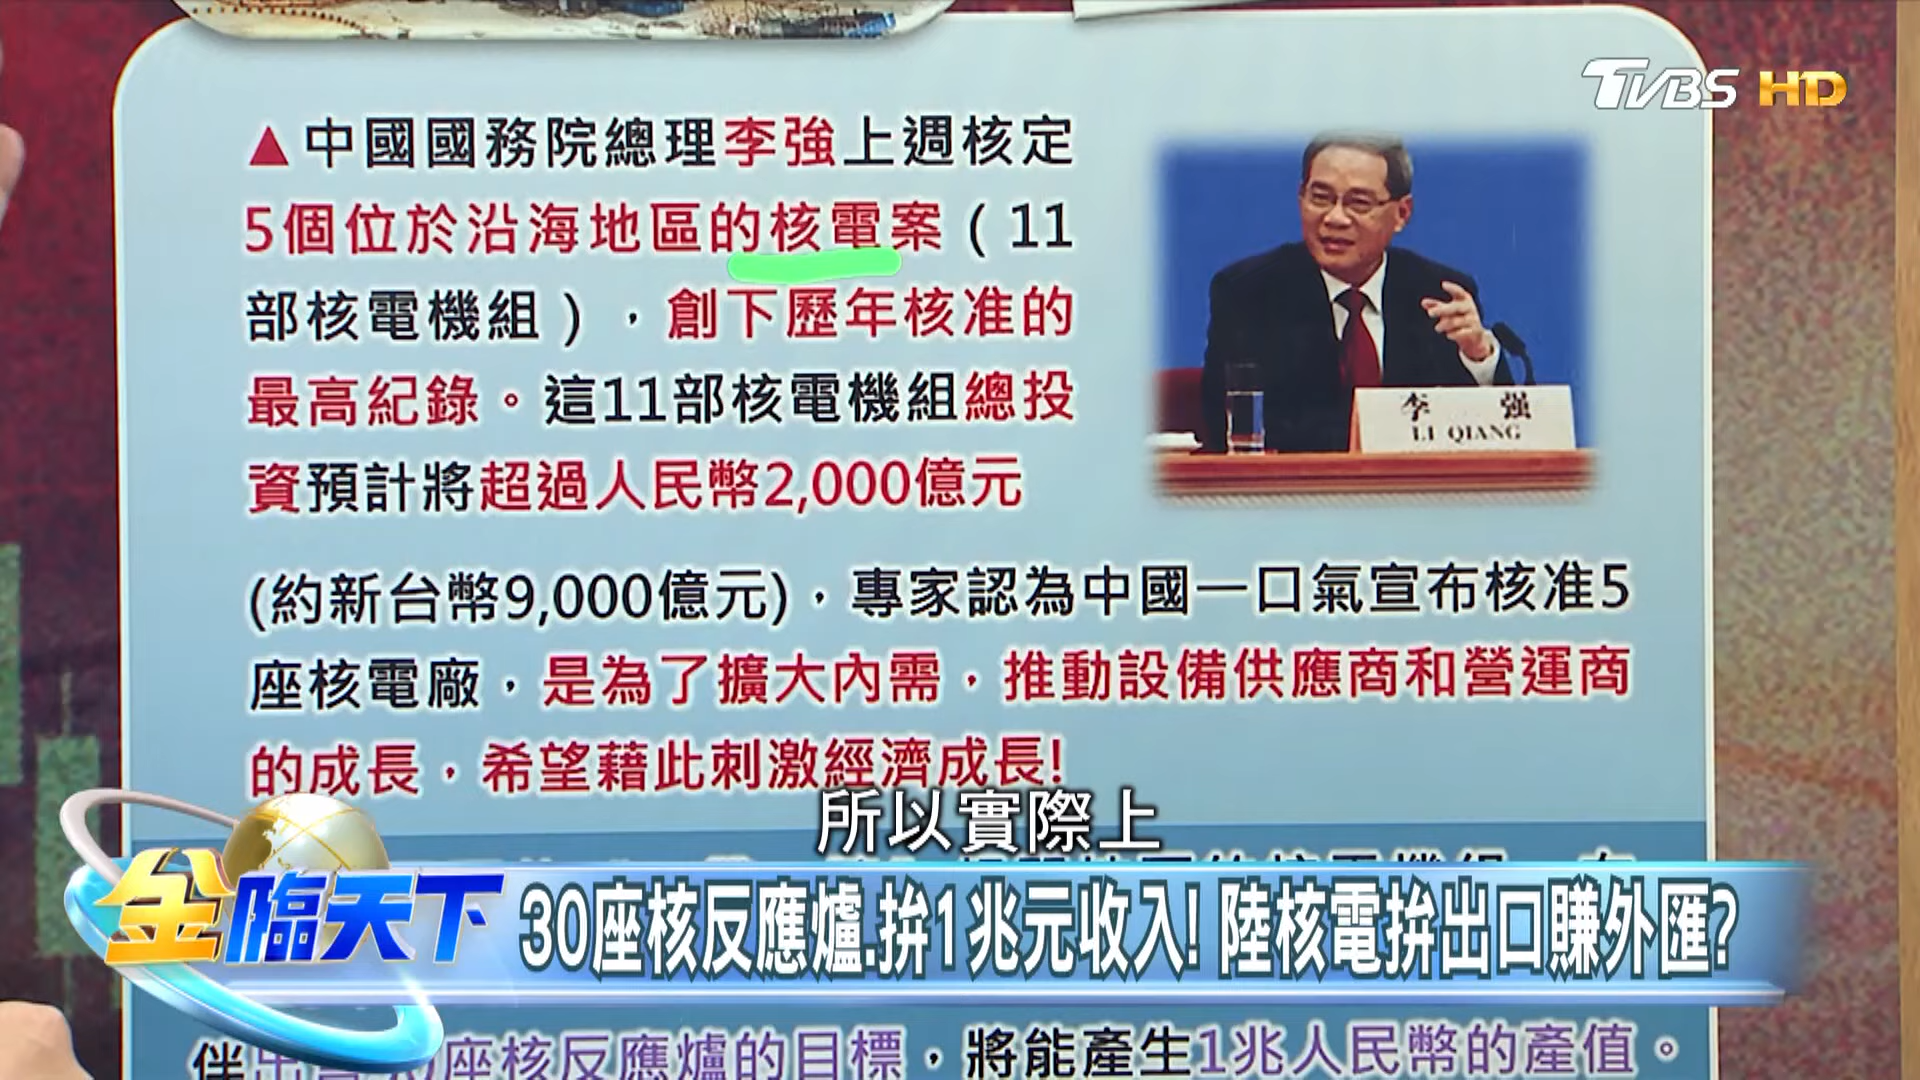 TVBS HD
▲中國國務院總理李強上週核定
5個位於沿海地區的核電案（11
部核電機組），創下歷年核准的
最高紀錄。這11部核電機組總投
資預計將超過人民幣2,000億元
李 强
LI QIANG
(約新台幣9,000億元)，專家認為中國一口氣宣布核准5
座核電廠，是為了擴大內需，推動設備供應商和營運商
的成長，希望藉此刺激經濟成長!
所以實際上
金臨天下
30座核反應爐.拚1兆元收入! 陸核電拚出口賺外匯?
伴出口30座核反應爐的目標，將能產生1兆人民幣的產值。